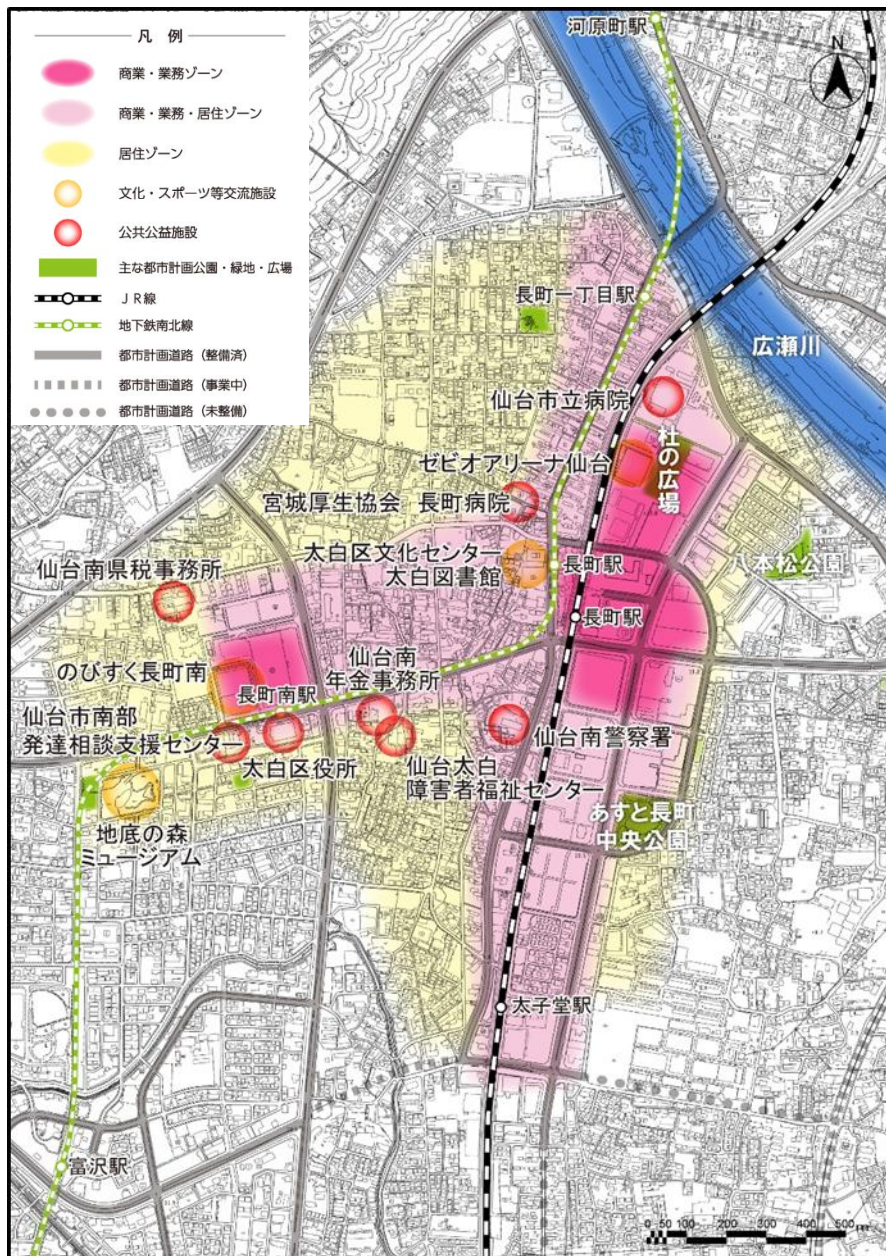 凡 例
商業・業務ゾーン
商業・業務・居住ゾーン
居住ゾーン
文化・スポーツ等交流施設
公共公益施設
主な都市計画公園・緑地・広場
JR線
地下鉄南北線
都市計画道路（整備済）
都市計画道路（事業中）
都市計画道路（未整備）
河原町駅
N
長町一丁目駅
広瀬川
仙台市立病院
ゼビオアリーナ仙台
杜の広場
宮城厚生協会 長町病院
太白区文化センター
太白図書館
長町駅
八本松公園
仙台南県税事務所
長町駅
のびすく長町南
仙台南
年金事務所
長町南駅
仙台市南部
発達相談支援センター
太白区役所
仙台南警察署
仙台太白
障害者福祉センター
地底の森
ミュージアム
あすと長町
中央公園
太子堂駅
富沢駅
0 50 100 200 300 400 500m